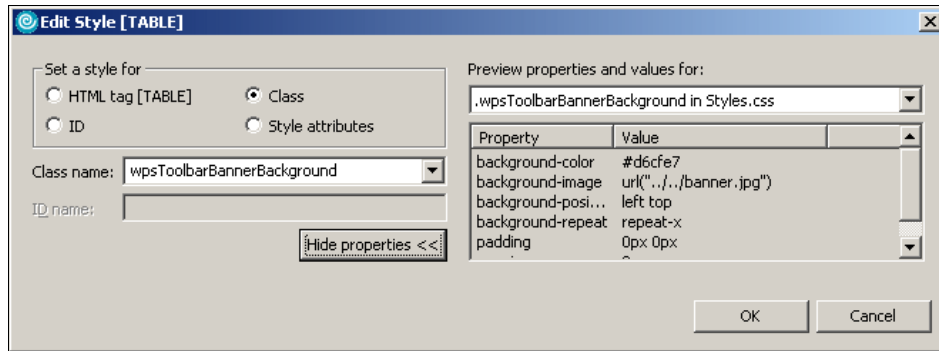 Edit Style [TABLE]
Set a style for
HTML tag [TABLE]
Class
ID
Style attributes
Class name: wpsToolbarBannerBackground
ID name:
Hide properties <<
Preview properties and values for:
.wpsToolbarBannerBackground in Styles.css
Property Value
background-color #d6cfe7
background-image url("../../banner.jpg")
background-posi... left top
background-repeat repeat-x
padding 0px 0px
OK Cancel